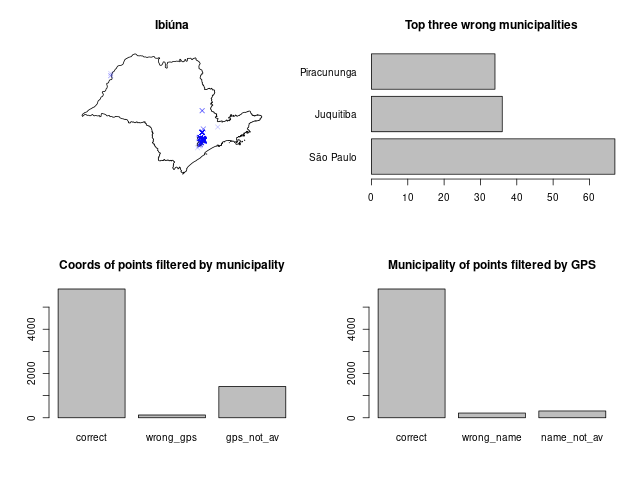 Ibiúna
Top three wrong municipalities
Piracununga
Juquitiba
São Paulo
0 10 20 30 40 50 60
Coords of points filtered by municipality
4000
2000
0
correct wrong_gps gps_not_av
Municipality of points filtered by GPS
4000
2000
0
correct wrong_name name_not_av